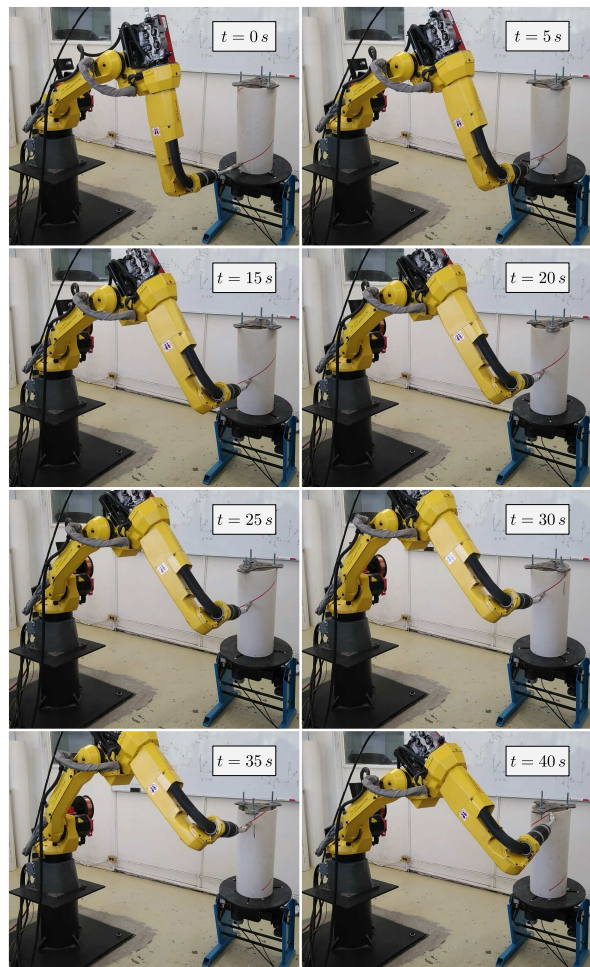 t = 0 s
t = 5 s
t = 15 s
t = 20 s
t = 25 s
t = 30 s
t = 35 s
t = 40 s